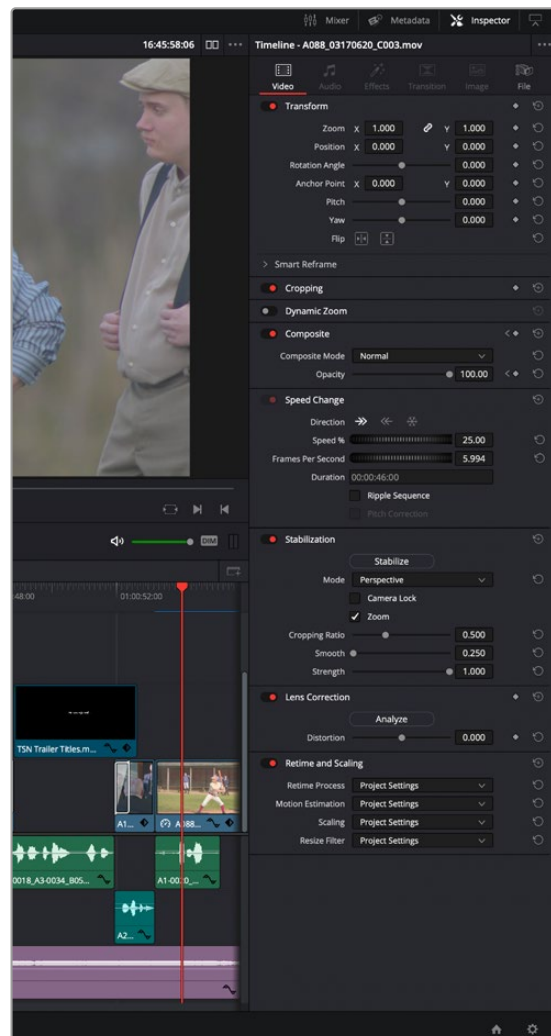 Mixer Metadata Inspector
16:45:58:06 Timeline - A088_03170620_C003.mov
Video Audio Effects Transition Image File
Transform
Zoom X 1.000 Y 1.000
Position X 0.000 Y 0.000
Rotation Angle 0.000
Anchor Point X 0.000 Y 0.000
Pitch 0.000
Yaw 0.000
Flip
Smart Reframe
Cropping
Dynamic Zoom
Composite
Composite Mode Normal
Opacity 100.00
Speed Change
Direction
Speed % 25.00
Frames Per Second 5.994
Duration 00:00:46:00
Ripple Sequence
Pitch Correction
DIM
Stabilization
Stabilize
Mode Perspective
Camera Lock
Zoom
Cropping Ratio 0.500
Smooth 0.250
Strength 1.000
48:00 01:00:52:00
Lens Correction
Analyze
Distortion 0.000
TSN Trailer Titles.m...
Retime and Scaling
Retime Process Project Settings
Motion Estimation Project Settings
Scaling Project Settings
Resize Filter Project Settings
A1... A088...
0018_A3-0034_B05... A1-0020_...
A2...